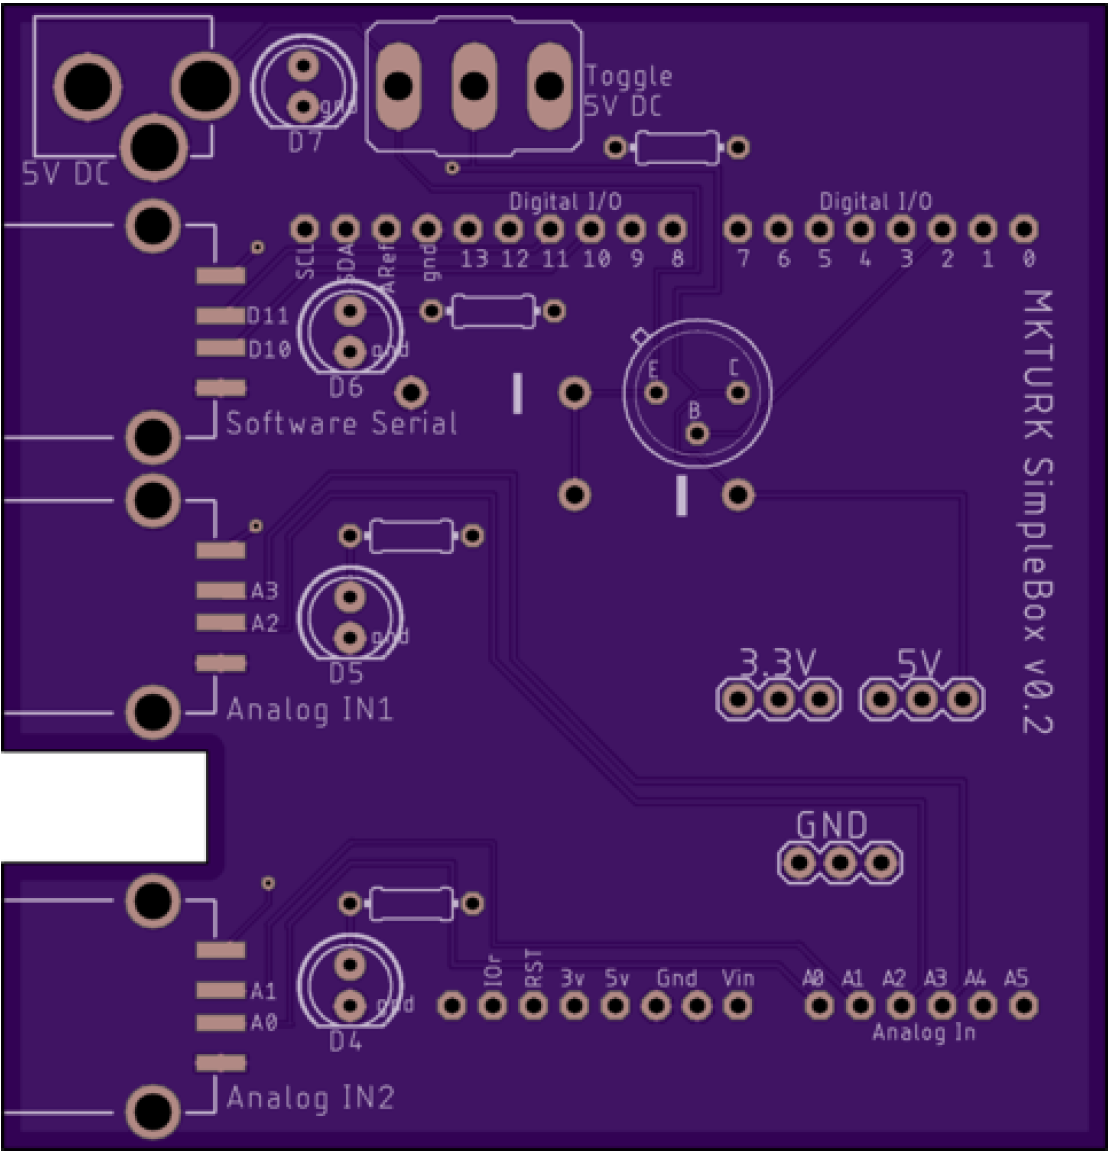 Toggle
5V DC
gnd
D7
5V DC
Digital I/O
Digital I/O
SCL SDA ARef gnd 13 12 11 10 9 8
7 6 5 4 3 2 1 0
D11
D10
gnd
D6
Software Serial
E C
B
MKTURK SimpleBox v0.2
A3
A2
gnd
D5
Analog IN1
3.3V 5V
GND
A1
A0
gnd
D4
IOr RST 3v 5v Gnd Vin
A0 A1 A2 A3 A4 A5
Analog In
Analog IN2